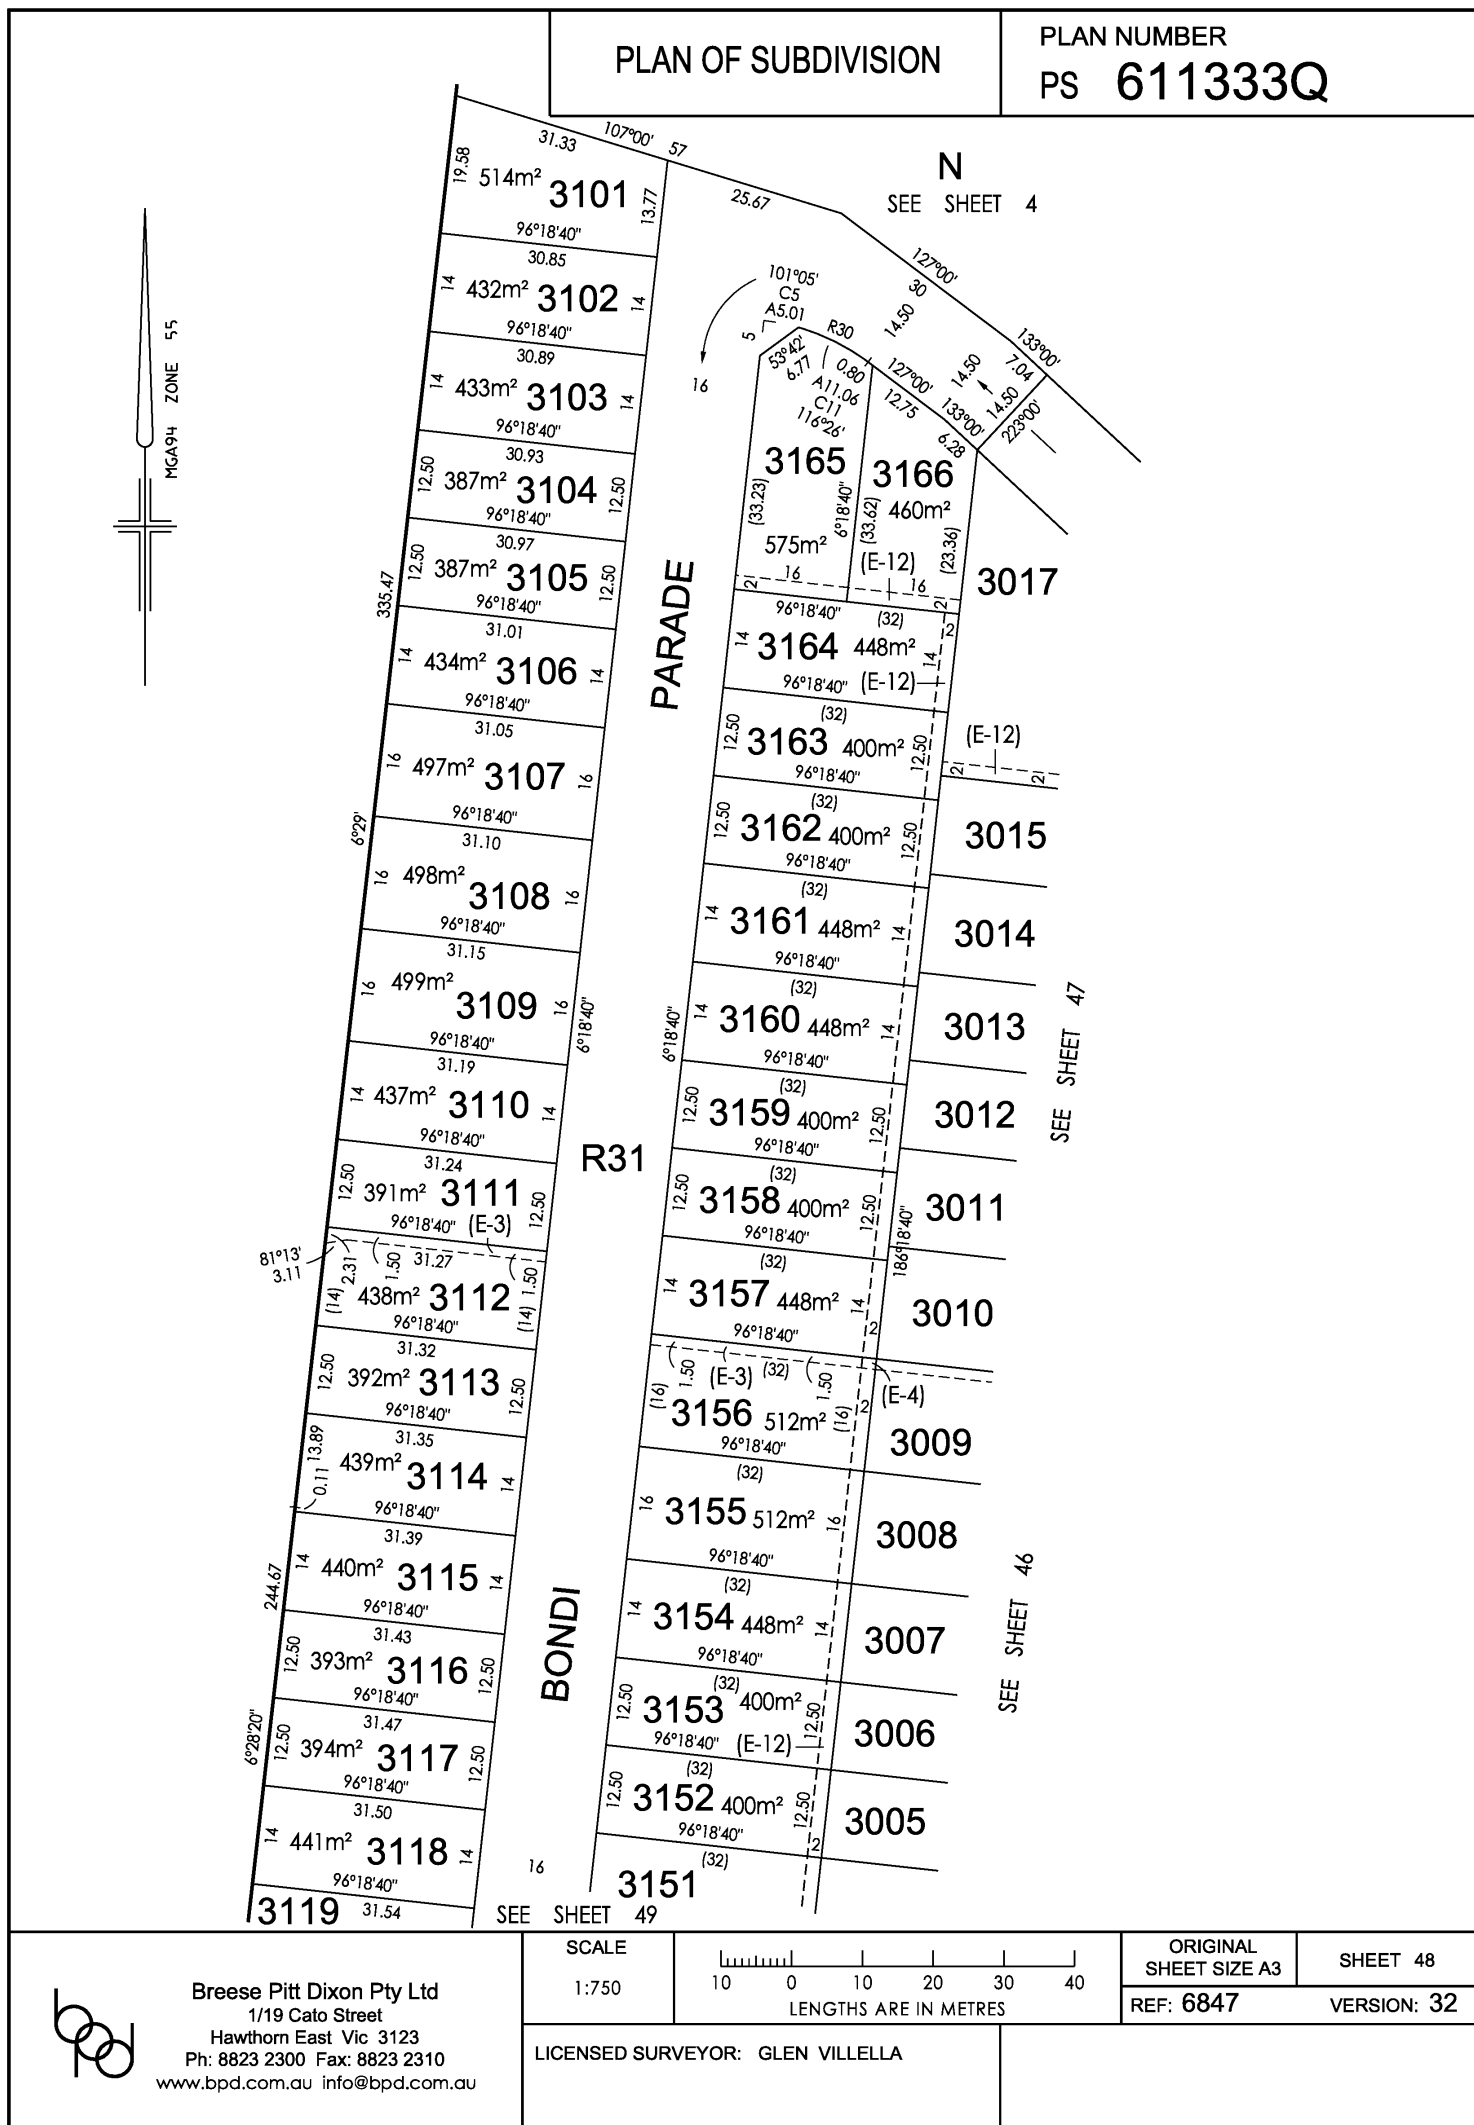 PLAN OF SUBDIVISION
PLAN NUMBER
PS 611333Q
MGA94 ZONE 55
N
SEE SHEET 4
107°00' 57
31.33
19.58 514m² 3101 13.77
96°18'40"
25.67
30.85
14 432m² 3102 14
96°18'40"
30.89
14 433m² 3103 14
96°18'40"
30.93
12.50 387m² 3104 12.50
96°18'40"
30.97
12.50 387m² 3105 12.50
96°18'40"
335.47
31.01
14 434m² 3106 14
96°18'40"
31.05
16 497m² 3107 16
96°18'40"
6°29'
31.10
16 498m² 3108 16
96°18'40"
31.15
16 499m² 3109 16
96°18'40"
6°18'40"
31.19
14 437m² 3110 14
96°18'40"
31.24
12.50 391m² 3111 12.50
96°18'40" (E-3)
81°13'
3.11
2.31 1.50 31.27 1.50
(14) 438m² 3112 (14)
96°18'40"
31.32
12.50 392m² 3113 12.50
96°18'40"
31.35
13.89 439m² 3114 14
0.11
96°18'40"
31.39
14 440m² 3115 14
96°18'40"
244.67
31.43
12.50 393m² 3116 12.50
96°18'40"
31.47
12.50 394m² 3117 12.50
96°18'40"
6°28'20"
31.50
14 441m² 3118 14
96°18'40"
3119 31.54
127°00'
30
14.50
133°00'
7.04
14.50
14.50
223°00'
101°05'
C5
A5.01
5
16
R30
53°42'
6.77
0.80
A11.06
C11
116°26'
127°00'
12.75
133°00'
6.28
3165
(33.23)
575m²
6°18'40"
3166
(33.62) 460m²
(23.36)
(E-12)
2 16 16 2
3017
PARADE
R31
BONDI
16
SEE SHEET 49
96°18'40" (32) 2
14 3164 448m² 14
96°18'40" (E-12)
(32)
12.50 3163 400m² 12.50
96°18'40"
(E-12)
2 2
(32)
12.50 3162 400m² 12.50
96°18'40"
3015
(32)
14 3161 448m² 14
96°18'40"
3014
(32)
14 3160 448m² 14
96°18'40"
6°18'40"
3013
SEE SHEET 47
(32)
12.50 3159 400m² 12.50
96°18'40"
3012
(32)
12.50 3158 400m² 12.50
96°18'40"
186°18'40"
3011
(32)
14 3157 448m² 14
96°18'40" 2
3010
1.50 (E-3) (32) 1.50
(E-4)
(16) 3156 512m² (16) 2
96°18'40"
3009
(32)
16 3155 512m² 16
96°18'40"
3008
SEE SHEET 46
(32)
14 3154 448m² 14
96°18'40"
3007
(32)
12.50 3153 400m² 12.50
96°18'40" (E-12)
3006
(32)
12.50 3152 400m² 12.50
96°18'40" 2
3005
3151 (32)
Breese Pitt Dixon Pty Ltd
1/19 Cato Street
Hawthorn East Vic 3123
Ph: 8823 2300 Fax: 8823 2310
www.bpd.com.au info@bpd.com.au
bpd
SCALE
1:750
10 0 10 20 30 40
LENGTHS ARE IN METRES
ORIGINAL
SHEET SIZE A3
SHEET 48
REF: 6847
VERSION: 32
LICENSED SURVEYOR: GLEN VILLELLA